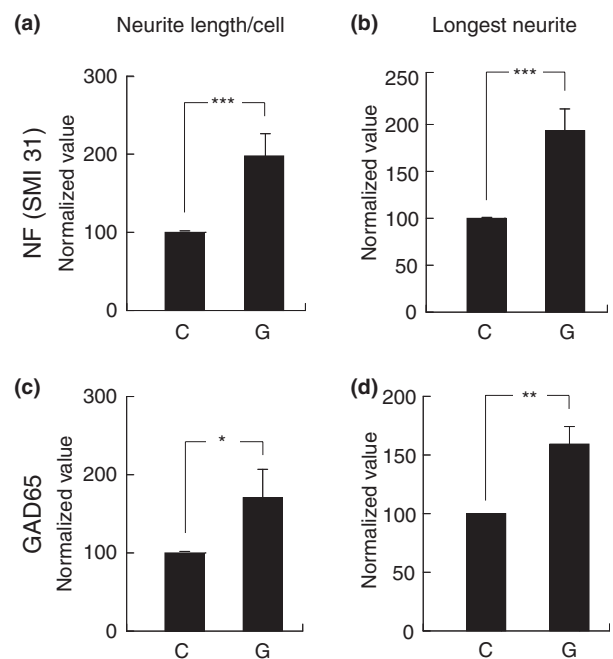 (a) Neurite length/cell
(b) Longest neurite
NF (SMI 31)
Normalized value
300
200
100
0
***
C G
Normalized value
250
200
150
100
50
0
***
C G
(c)
GAD65
Normalized value
300
200
100
0
*
C G
(d)
Normalized value
200
150
100
50
0
**
C G